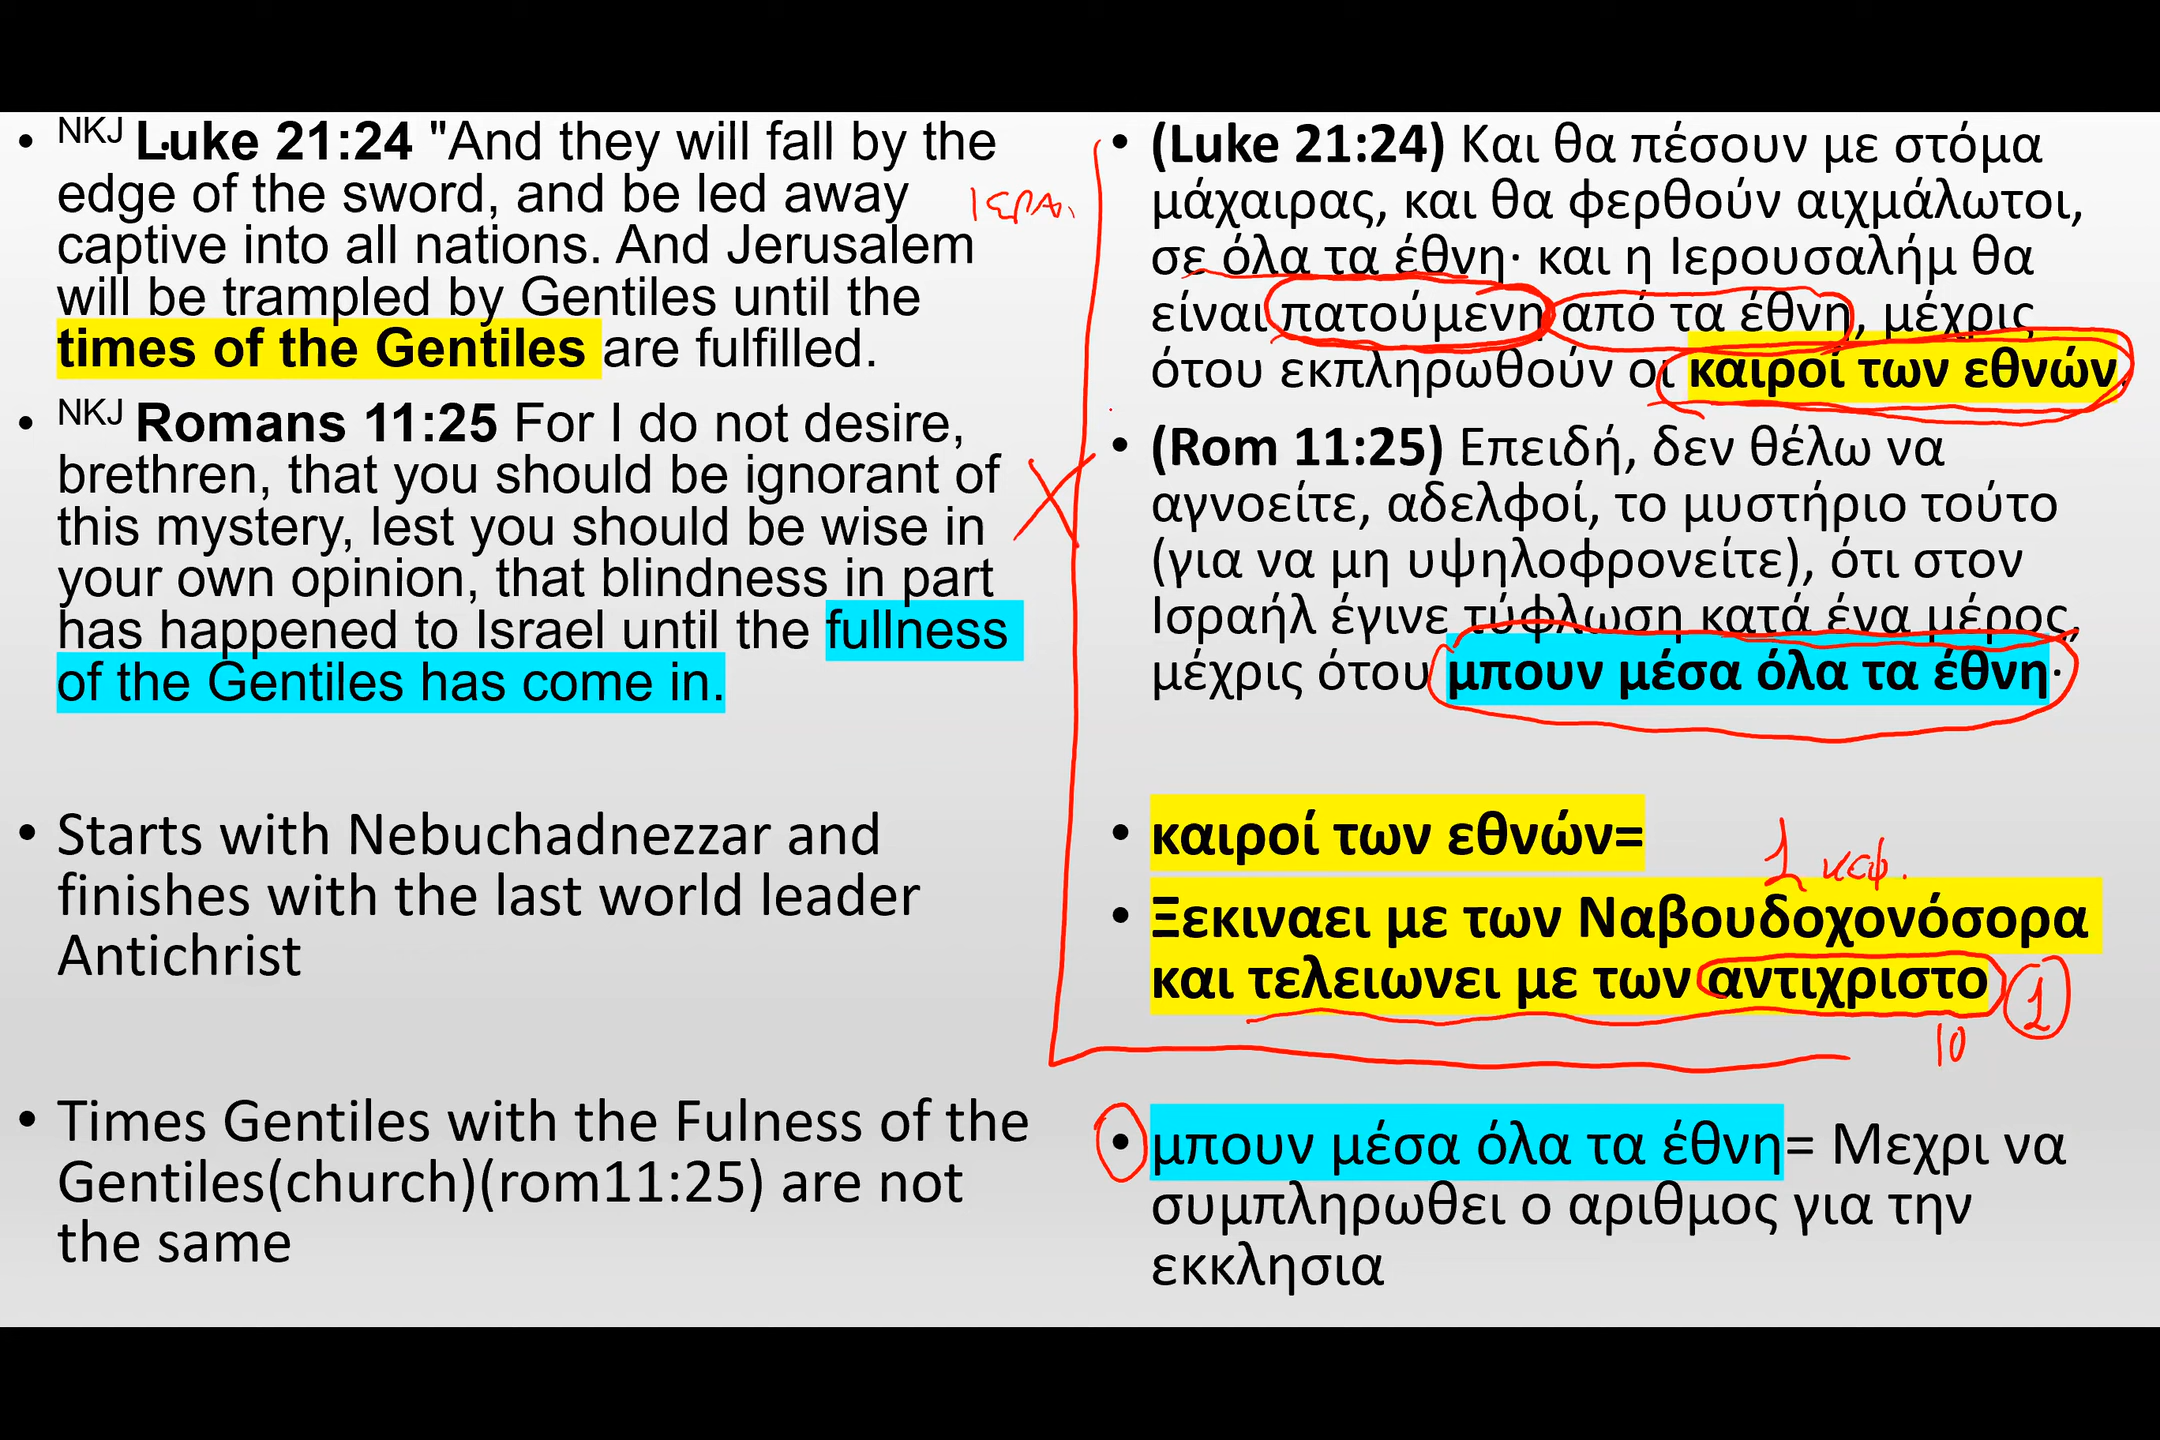 • NKJ Luke 21:24 "And they will fall by the
edge of the sword, and be led away
captive into all nations. And Jerusalem
will be trampled by Gentiles until the
times of the Gentiles are fulfilled.
• NKJ Romans 11:25 For I do not desire,
brethren, that you should be ignorant of
this mystery, lest you should be wise in
your own opinion, that blindness in part
has happened to Israel until the fullness
of the Gentiles has come in.
• Starts with Nebuchadnezzar and
finishes with the last world leader
Antichrist
• Times Gentiles with the Fulness of the
Gentiles(church)(rom11:25) are not
the same
• (Luke 21:24) Και θα πέσουν με στόμα
μάχαιρας, και θα φερθούν αιχμάλωτοι,
σε όλα τα έθνη· και η Ιερουσαλήμ θα
είναι πατούμενη από τα έθνη, μέχρις
ότου εκπληρωθούν οι καιροί των εθνών.
• (Rom 11:25) Επειδή, δεν θέλω να
αγνοείτε, αδελφοί, το μυστήριο τούτο
(για να μη υψηλοφρονείτε), ότι στον
Ισραήλ έγινε τύφλωση κατά ένα μέρος,
μέχρις ότου μπουν μέσα όλα τα έθνη·
• καιροί των εθνών=
1 κεφ.
• Ξεκιναει με των Ναβουδοχονόσορα
και τελειωνει με των αντιχριστο 1
10
• μπουν μέσα όλα τα έθνη= Μεχρι να
συμπληρωθει ο αριθμος για την
εκκλησια